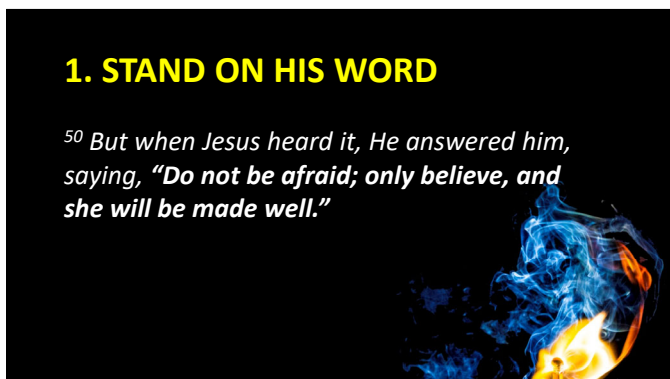 1. STAND ON HIS WORD
50 But when Jesus heard it, He answered him,
saying, “Do not be afraid; only believe, and
she will be made well.”